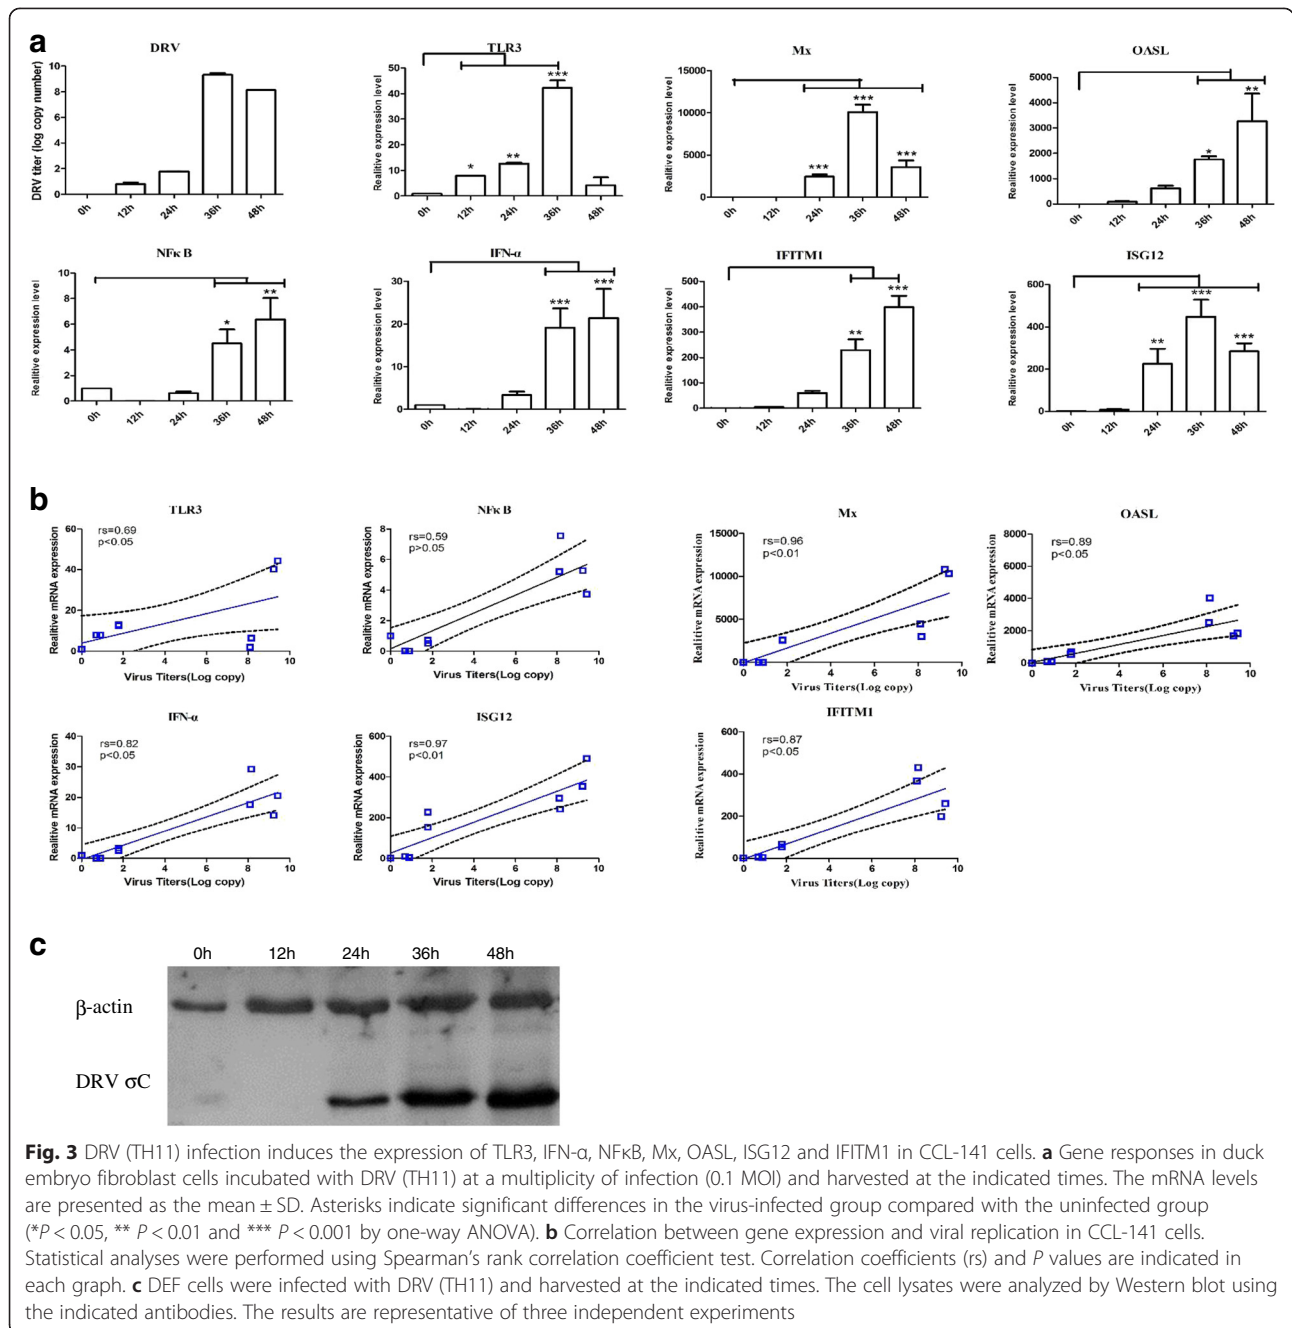 a
DRV
DRV titer (log copy number)
10
8
6
4
2
0
0h 12h 24h 36h 48h
TLR3
Realitive expression level
50
40
30
20
10
0
* ** ***
0h 12h 24h 36h 48h
Mx
Realitive expression level
15000
10000
5000
0
*** *** ***
0h 12h 24h 36h 48h
OASL
Realitive expression level
5000
4000
3000
2000
1000
0
* **
0h 12h 24h 36h 48h
NFκB
Realitive expression level
10
8
6
4
2
0
* **
0h 12h 24h 36h 48h
IFN-α
Realitive expression level
30
20
10
0
*** ***
0h 12h 24h 36h 48h
IFITM1
Realitive expression level
500
400
300
200
100
0
** ***
0h 12h 24h 36h 48h
ISG12
Realitive expression level
600
400
200
0
** *** ***
0h 12h 24h 36h 48h
b
TLR3
rs=0.69
p<0.05
Realitive mRNA expression
60
40
20
0
0 2 4 6 8 10
Virus Titers(Log copy)
NFκB
rs=0.59
p>0.05
Realitive mRNA expression
8
6
4
2
0
0 2 4 6 8 10
Virus Titers(Log copy)
Mx
rs=0.96
p<0.01
Realitive mRNA expression
15000
10000
5000
0
0 2 4 6 8 10
Virus Titers(Log copy)
OASL
rs=0.89
p<0.05
Realitive mRNA expression
8000
6000
4000
2000
0
0 2 4 6 8 10
Virus Titers(Log copy)
IFN-α
rs=0.82
p<0.05
Realitive mRNA expression
40
30
20
10
0
0 2 4 6 8 10
Virus Titers(Log copy)
ISG12
rs=0.97
p<0.01
Realitive mRNA expression
600
400
200
0
0 2 4 6 8 10
Virus Titers(Log copy)
IFITM1
rs=0.87
p<0.05
Realitive mRNA expression
600
400
200
0
0 2 4 6 8 10
Virus Titers(Log copy)
c
0h 12h 24h 36h 48h
β-actin
DRV σC
Fig. 3 DRV (TH11) infection induces the expression of TLR3, IFN-α, NFκB, Mx, OASL, ISG12 and IFITM1 in CCL-141 cells. a Gene responses in duck
embryo fibroblast cells incubated with DRV (TH11) at a multiplicity of infection (0.1 MOI) and harvested at the indicated times. The mRNA levels
are presented as the mean ± SD. Asterisks indicate significant differences in the virus-infected group compared with the uninfected group
(*P < 0.05, ** P < 0.01 and *** P < 0.001 by one-way ANOVA). b Correlation between gene expression and viral replication in CCL-141 cells.
Statistical analyses were performed using Spearman's rank correlation coefficient test. Correlation coefficients (rs) and P values are indicated in
each graph. c DEF cells were infected with DRV (TH11) and harvested at the indicated times. The cell lysates were analyzed by Western blot using
the indicated antibodies. The results are representative of three independent experiments